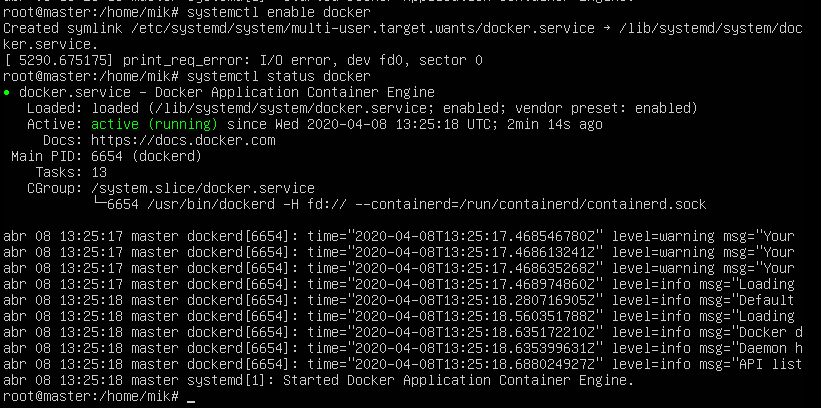 root@master:/home/mik# systemctl enable docker
Created symlink /etc/systemd/system/multi-user.target.wants/docker.service → /lib/systemd/system/doc
ker.service.
[ 5290.675175] print_req_error: I/O error, dev fd0, sector 0
root@master:/home/mik# systemctl status docker
● docker.service - Docker Application Container Engine
   Loaded: loaded (/lib/systemd/system/docker.service; enabled; vendor preset: enabled)
   Active: active (running) since Wed 2020-04-08 13:25:18 UTC; 2min 14s ago
     Docs: https://docs.docker.com
 Main PID: 6654 (dockerd)
    Tasks: 13
   CGroup: /system.slice/docker.service
           └─6654 /usr/bin/dockerd -H fd:// --containerd=/run/containerd/containerd.sock
abr 08 13:25:17 master dockerd[6654]: time="2020-04-08T13:25:17.468546780Z" level=warning msg="Your
abr 08 13:25:17 master dockerd[6654]: time="2020-04-08T13:25:17.468613241Z" level=warning msg="Your
abr 08 13:25:17 master dockerd[6654]: time="2020-04-08T13:25:17.468635268Z" level=warning msg="Your
abr 08 13:25:17 master dockerd[6654]: time="2020-04-08T13:25:17.468974860Z" level=info msg="Loading
abr 08 13:25:18 master dockerd[6654]: time="2020-04-08T13:25:18.280716905Z" level=info msg="Default
abr 08 13:25:18 master dockerd[6654]: time="2020-04-08T13:25:18.560351788Z" level=info msg="Loading
abr 08 13:25:18 master dockerd[6654]: time="2020-04-08T13:25:18.635172210Z" level=info msg="Docker d
abr 08 13:25:18 master dockerd[6654]: time="2020-04-08T13:25:18.635399631Z" level=info msg="Daemon h
abr 08 13:25:18 master dockerd[6654]: time="2020-04-08T13:25:18.688024927Z" level=info msg="API list
abr 08 13:25:18 master systemd[1]: Started Docker Application Container Engine.
root@master:/home/mik# _